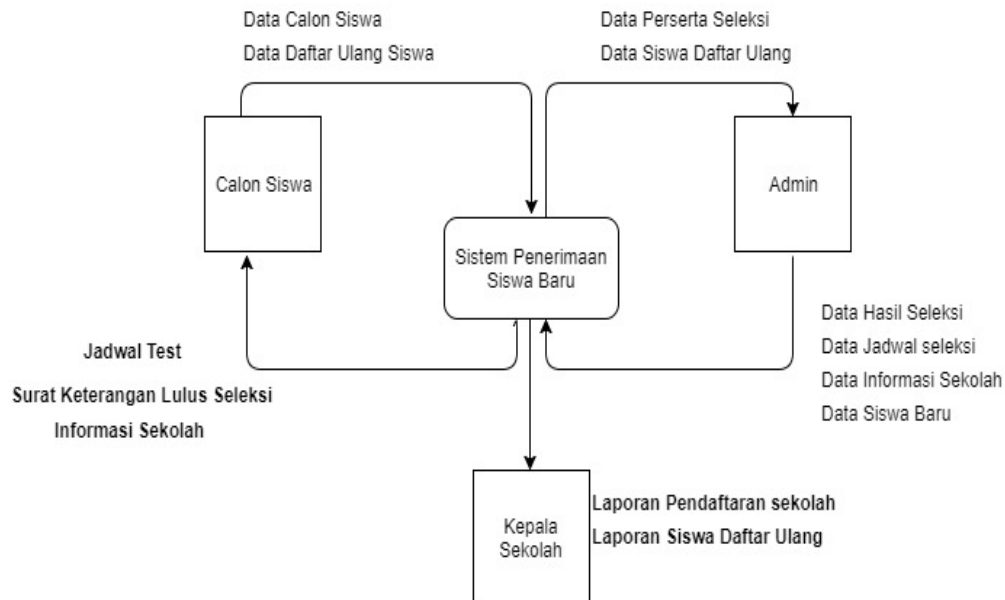 Data Calon Siswa
Data Daftar Ulang Siswa
Data Perserta Seleksi
Data Siswa Daftar Ulang
Calon Siswa
Admin
Sistem Penerimaan
Siswa Baru
Jadwal Test
Surat Keterangan Lulus Seleksi
Informasi Sekolah
Data Hasil Seleksi
Data Jadwal seleksi
Data Informasi Sekolah
Data Siswa Baru
Kepala
Sekolah
Laporan Pendaftaran sekolah
Laporan Siswa Daftar Ulang